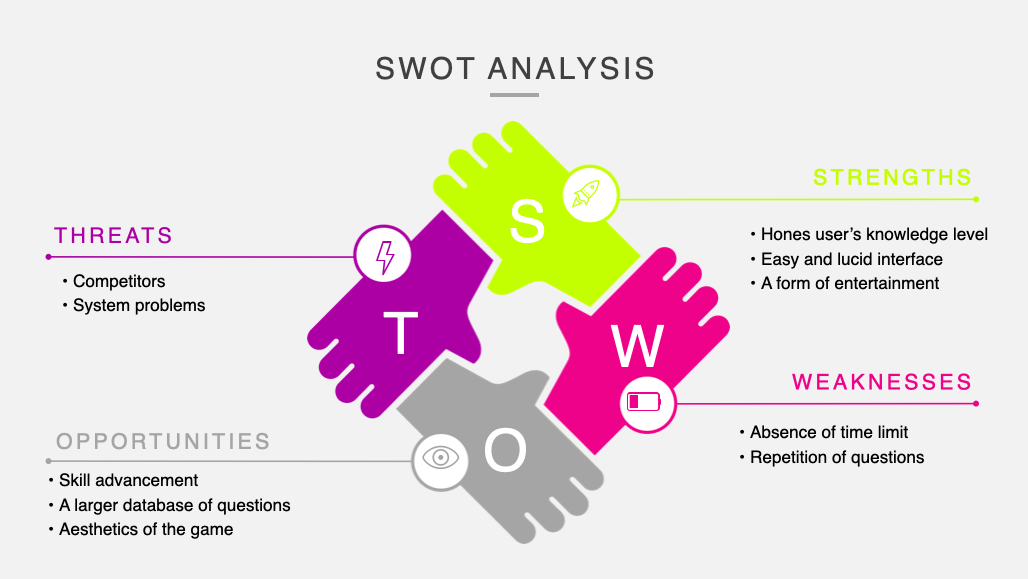 SWOT ANALYSIS
STRENGTHS
• Hones user’s knowledge level
• Easy and lucid interface
• A form of entertainment
THREATS
• Competitors
• System problems
S
T
W
O
WEAKNESSES
• Absence of time limit
• Repetition of questions
OPPORTUNITIES
• Skill advancement
• A larger database of questions
• Aesthetics of the game